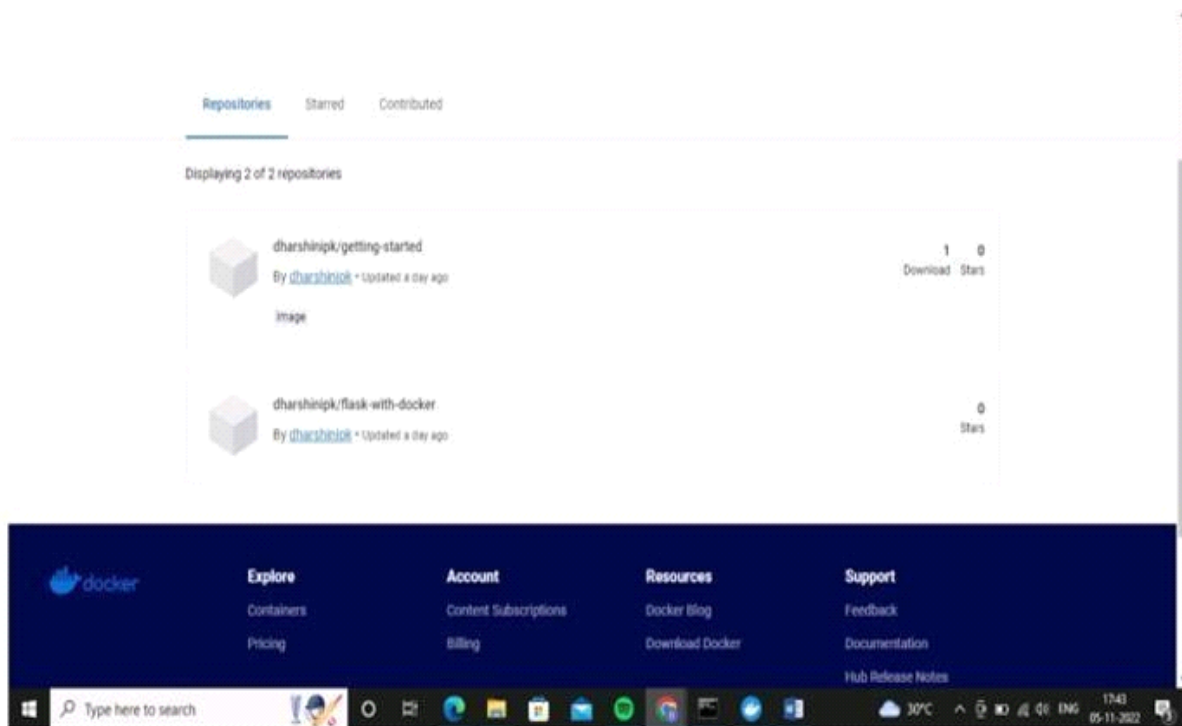 Repositories Starred Contributed
Displaying 2 of 2 repositories
dharshinipk/getting-started
1 0
By dharshinipk • Updated a day ago
Download Stars
Image
dharshinipk/flask-with-docker
0
By dharshinipk • Updated a day ago
Stars
docker
Explore Account Resources Support
Containers Content Subscriptions Docker Blog Feedback
Pricing Billing Download Docker Documentation
Hub Release Notes
Type here to search
30°C ENG
17:43
05-11-2022